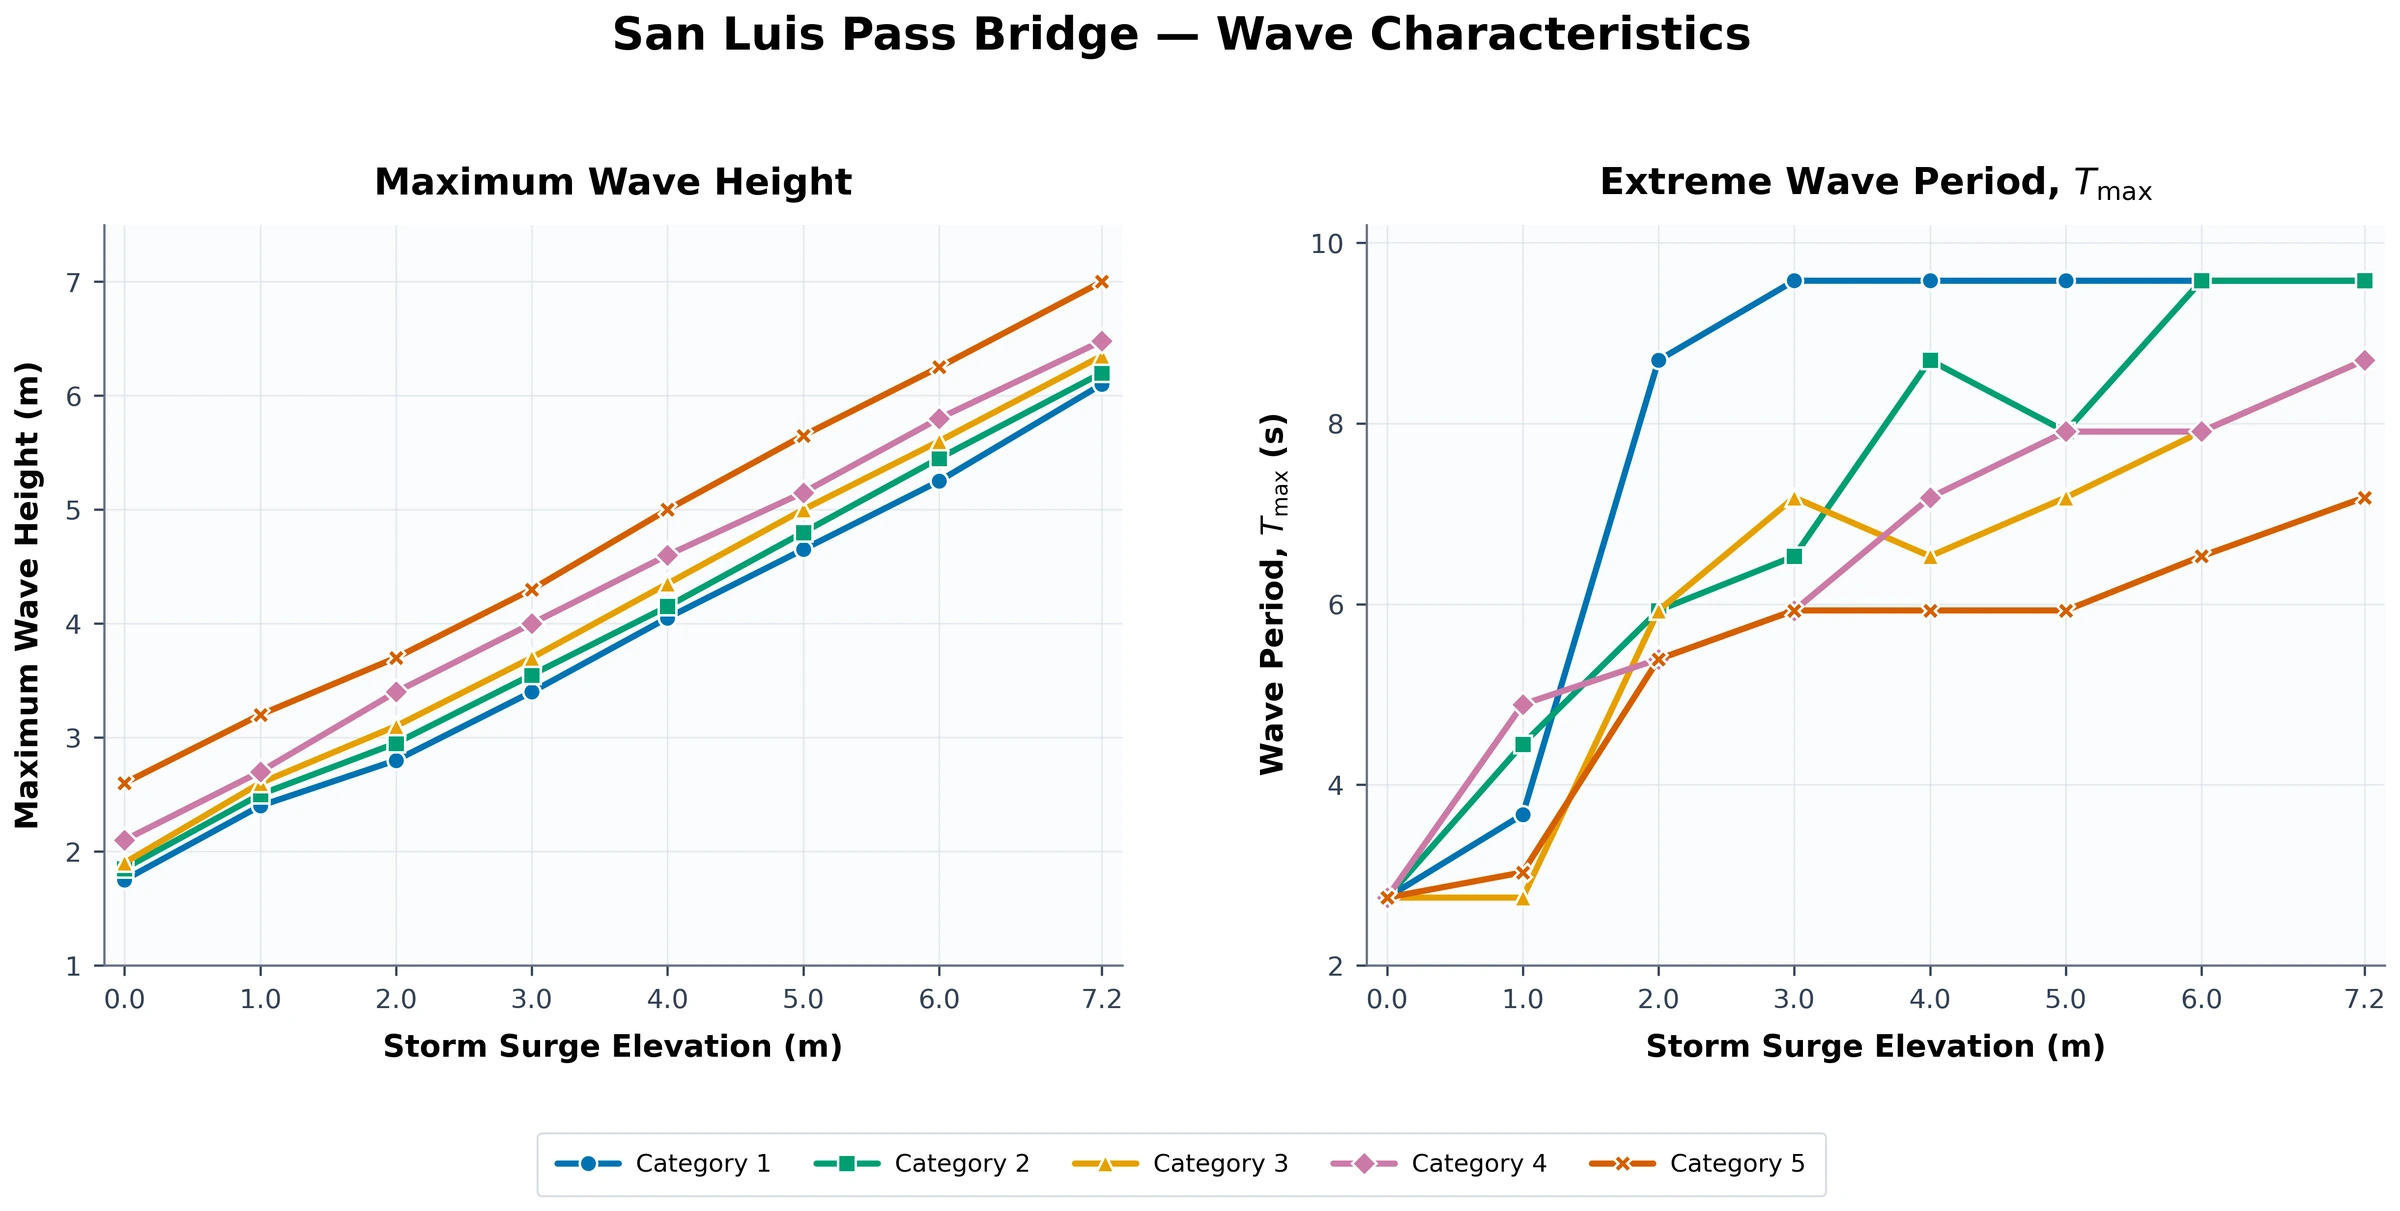 San Luis Pass Bridge — Wave Characteristics
Maximum Wave Height
Maximum Wave Height (m)
7
6
5
4
3
2
1
0.0 1.0 2.0 3.0 4.0 5.0 6.0 7.2
Storm Surge Elevation (m)
Extreme Wave Period, Tmax
Wave Period, Tmax (s)
10
8
6
4
2
0.0 1.0 2.0 3.0 4.0 5.0 6.0 7.2
Storm Surge Elevation (m)
Category 1 Category 2 Category 3 Category 4 Category 5